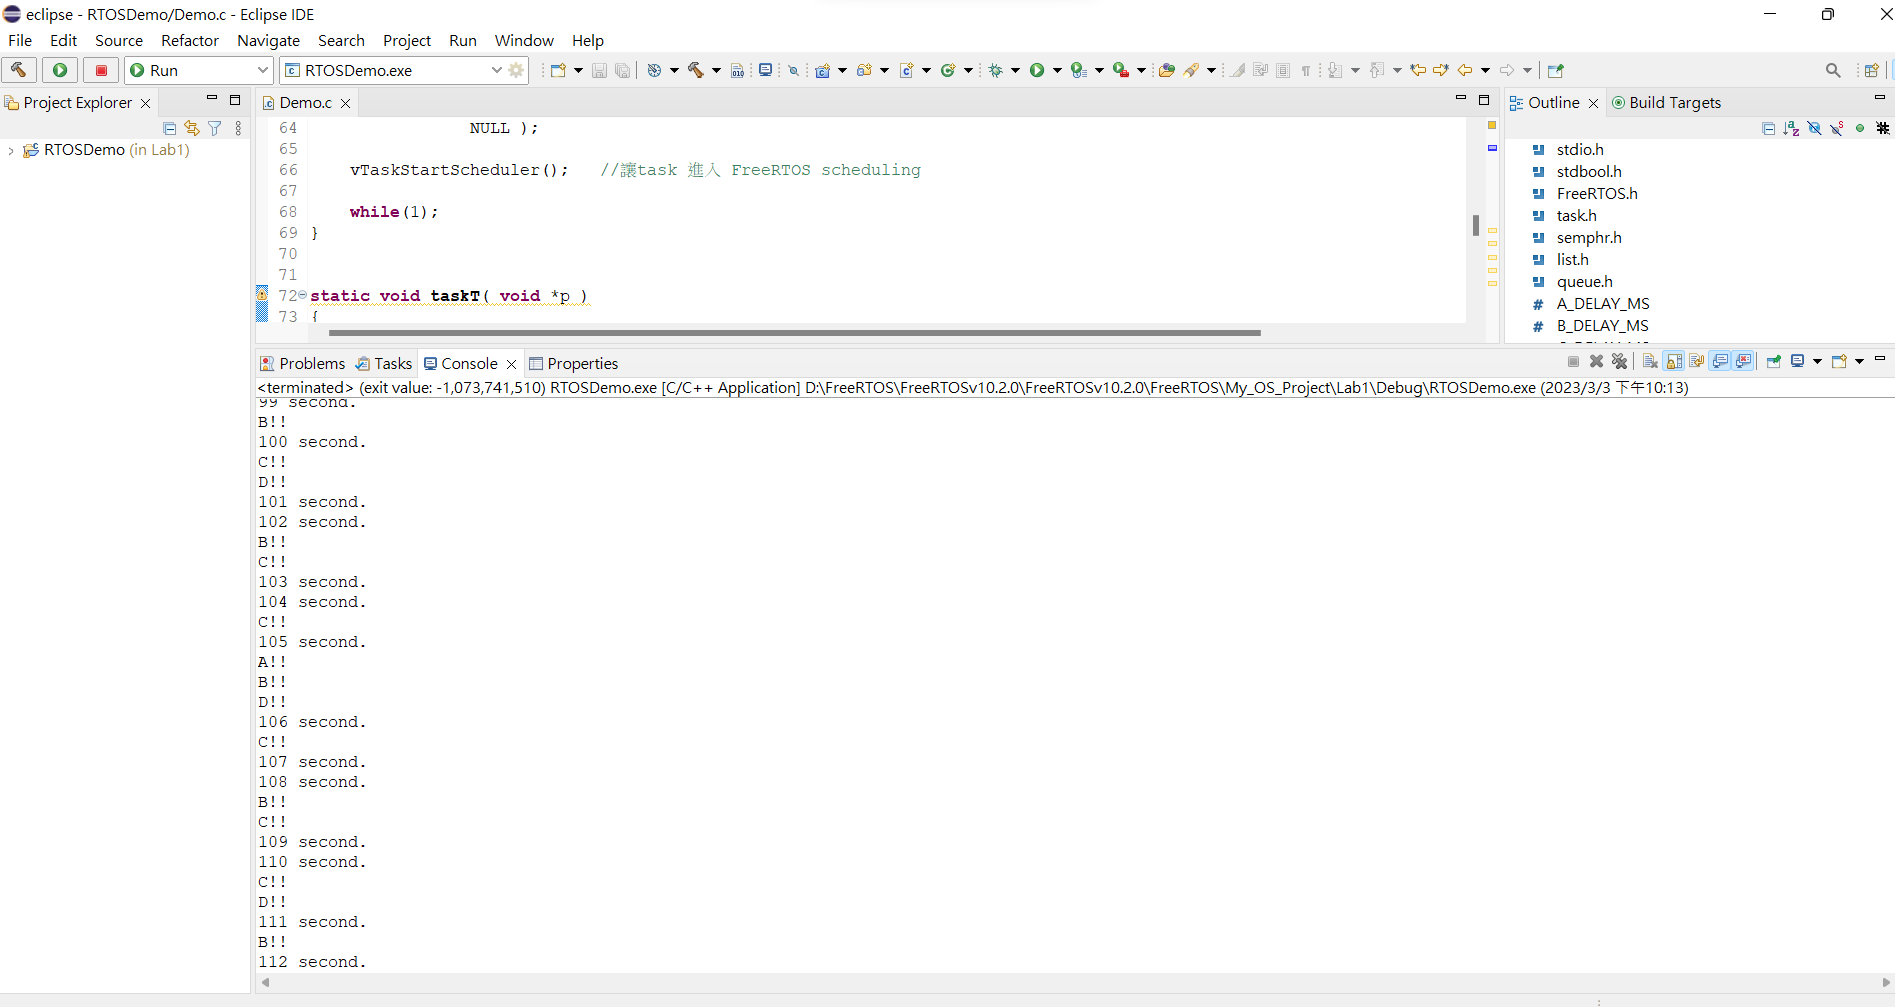 eclipse - RTOSDemo/Demo.c - Eclipse IDE
File Edit Source Refactor Navigate Search Project Run Window Help
Run RTOSDemo.exe
Project Explorer
RTOSDemo (in Lab1)
Demo.c
64 NULL );
65
66 vTaskStartScheduler(); //讓task 進入 FreeRTOS scheduling
67
68 while(1);
69 }
70
71
72 static void taskT( void *p )
73 {
Outline Build Targets
stdio.h
stdbool.h
FreeRTOS.h
task.h
semphr.h
list.h
queue.h
# A_DELAY_MS
# B_DELAY_MS
Problems Tasks Console Properties
<terminated> (exit value: -1,073,741,510) RTOSDemo.exe [C/C++ Application] D:\FreeRTOS\FreeRTOSv10.2.0\FreeRTOSv10.2.0\FreeRTOS\My_OS_Project\Lab1\Debug\RTOSDemo.exe (2023/3/3 下午10:13)
99 second.
B!!
100 second.
C!!
D!!
101 second.
102 second.
B!!
C!!
103 second.
104 second.
C!!
105 second.
A!!
B!!
D!!
106 second.
C!!
107 second.
108 second.
B!!
C!!
109 second.
110 second.
C!!
D!!
111 second.
B!!
112 second.